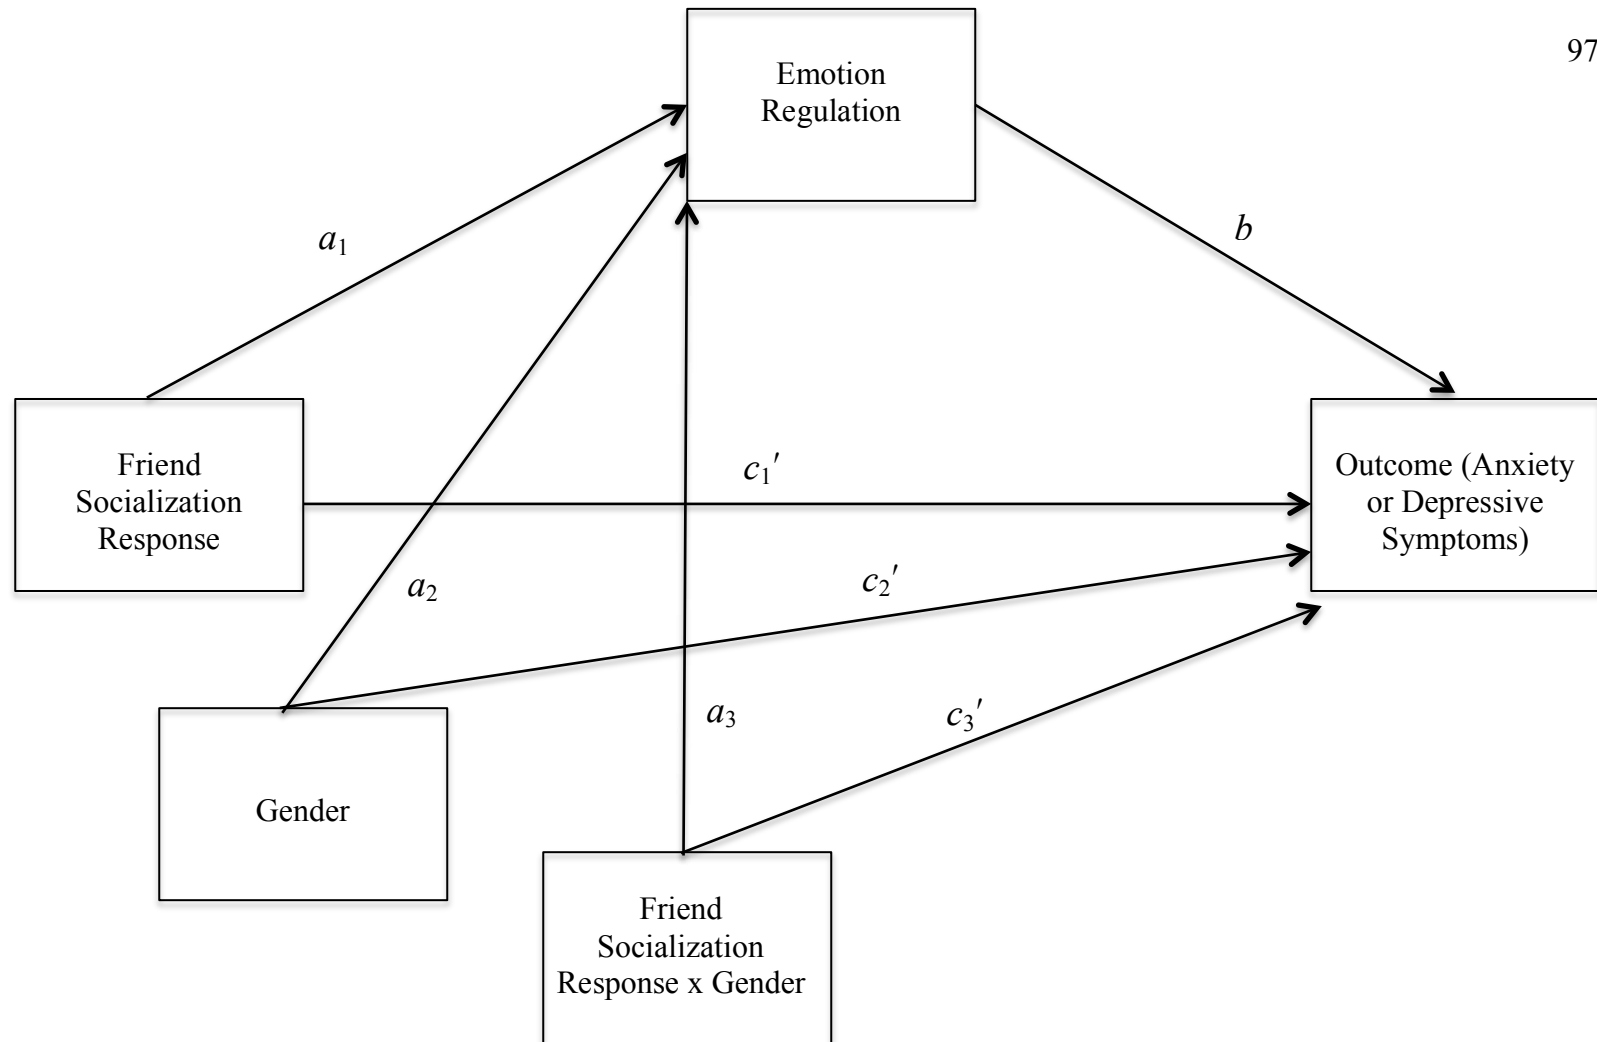 97
Emotion
Regulation
a₁
b
Friend
Socialization
Response
c₁′
Outcome (Anxiety
or Depressive
Symptoms)
a₂
c₂′
a₃
c₃′
Gender
Friend
Socialization
Response x Gender